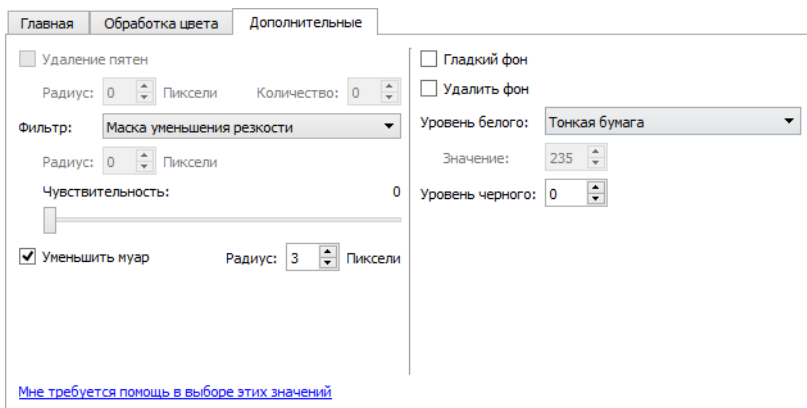 Главная Обработка цвета Дополнительные
Удаление пятен
Радиус: 0 Пиксели Количество: 0
Фильтр: Маска уменьшения резкости
Радиус: 0 Пиксели
Чувствительность: 0
Уменьшить муар Радиус: 3 Пиксели
Мне требуется помощь в выборе этих значений
Гладкий фон
Удалить фон
Уровень белого: Тонкая бумага
Значение: 235
Уровень черного: 0